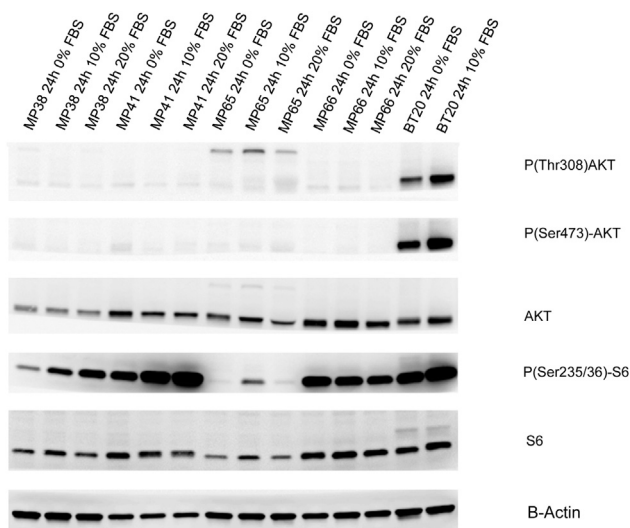 MP38 24h 0% FBS
MP38 24h 10% FBS
MP38 24h 20% FBS
MP41 24h 0% FBS
MP41 24h 10% FBS
MP41 24h 20% FBS
MP65 24h 0% FBS
MP65 24h 10% FBS
MP65 24h 20% FBS
MP66 24h 0% FBS
MP66 24h 10% FBS
MP66 24h 20% FBS
BT20 24h 0% FBS
BT20 24h 10% FBS
P(Thr308)AKT
P(Ser473)-AKT
AKT
P(Ser235/36)-S6
S6
B-Actin